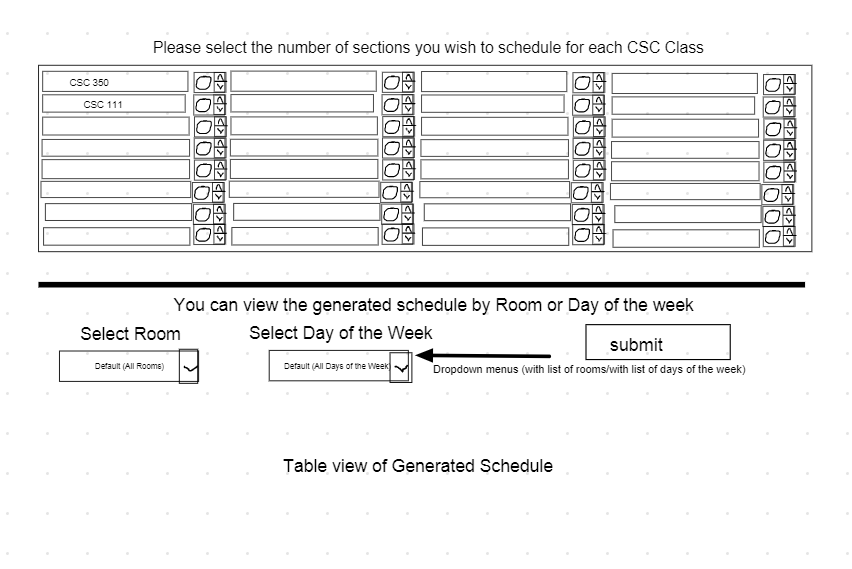 Please select the number of sections you wish to schedule for each CSC Class
CSC 350
CSC 111
You can view the generated schedule by Room or Day of the week
Select Room
Select Day of the Week
submit
Default (All Rooms)
Default (All Days of the Week)
Dropdown menus (with list of rooms/with list of days of the week)
Table view of Generated Schedule